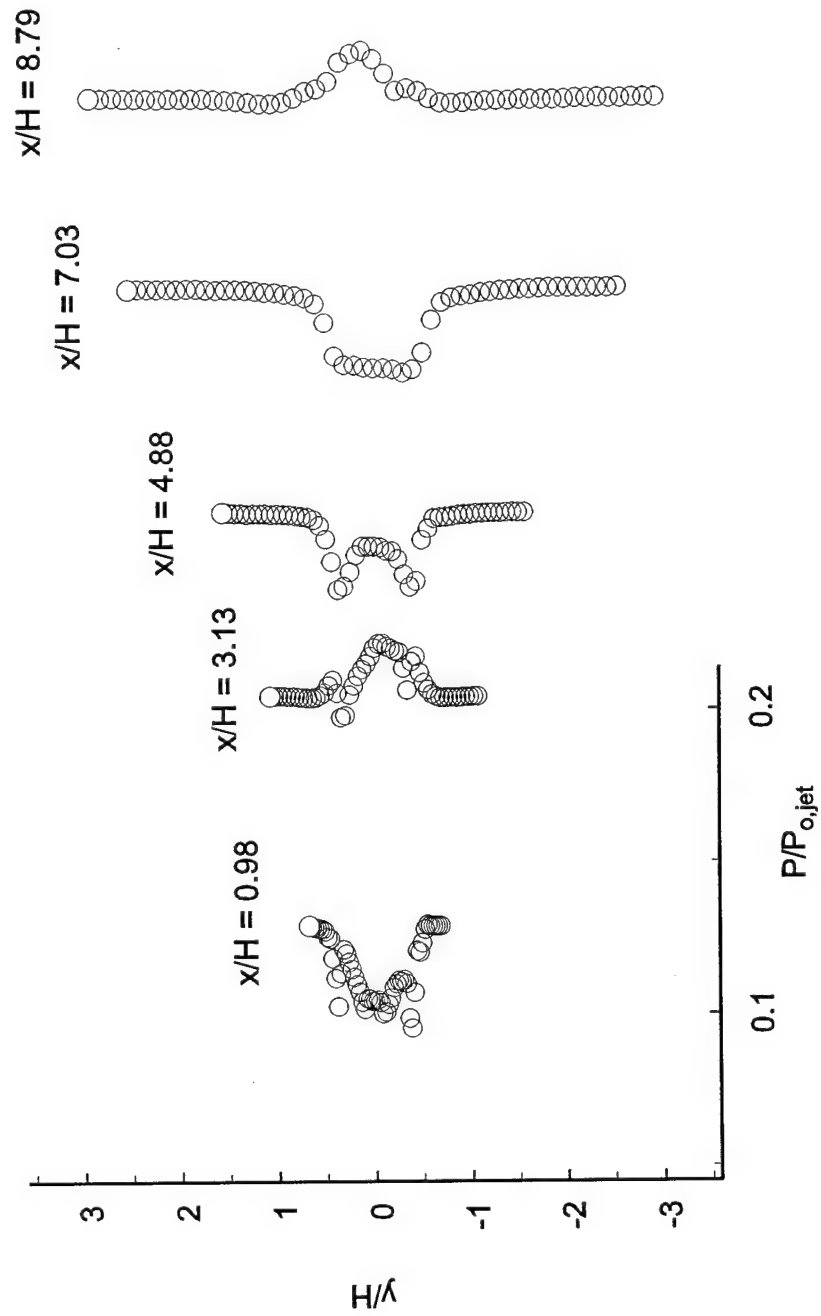 x/H = 0.98
x/H = 3.13
x/H = 4.88
x/H = 7.03
x/H = 8.79
y/H
3
2
1
0
-1
-2
-3
0.1
0.2
P/P₀,jet